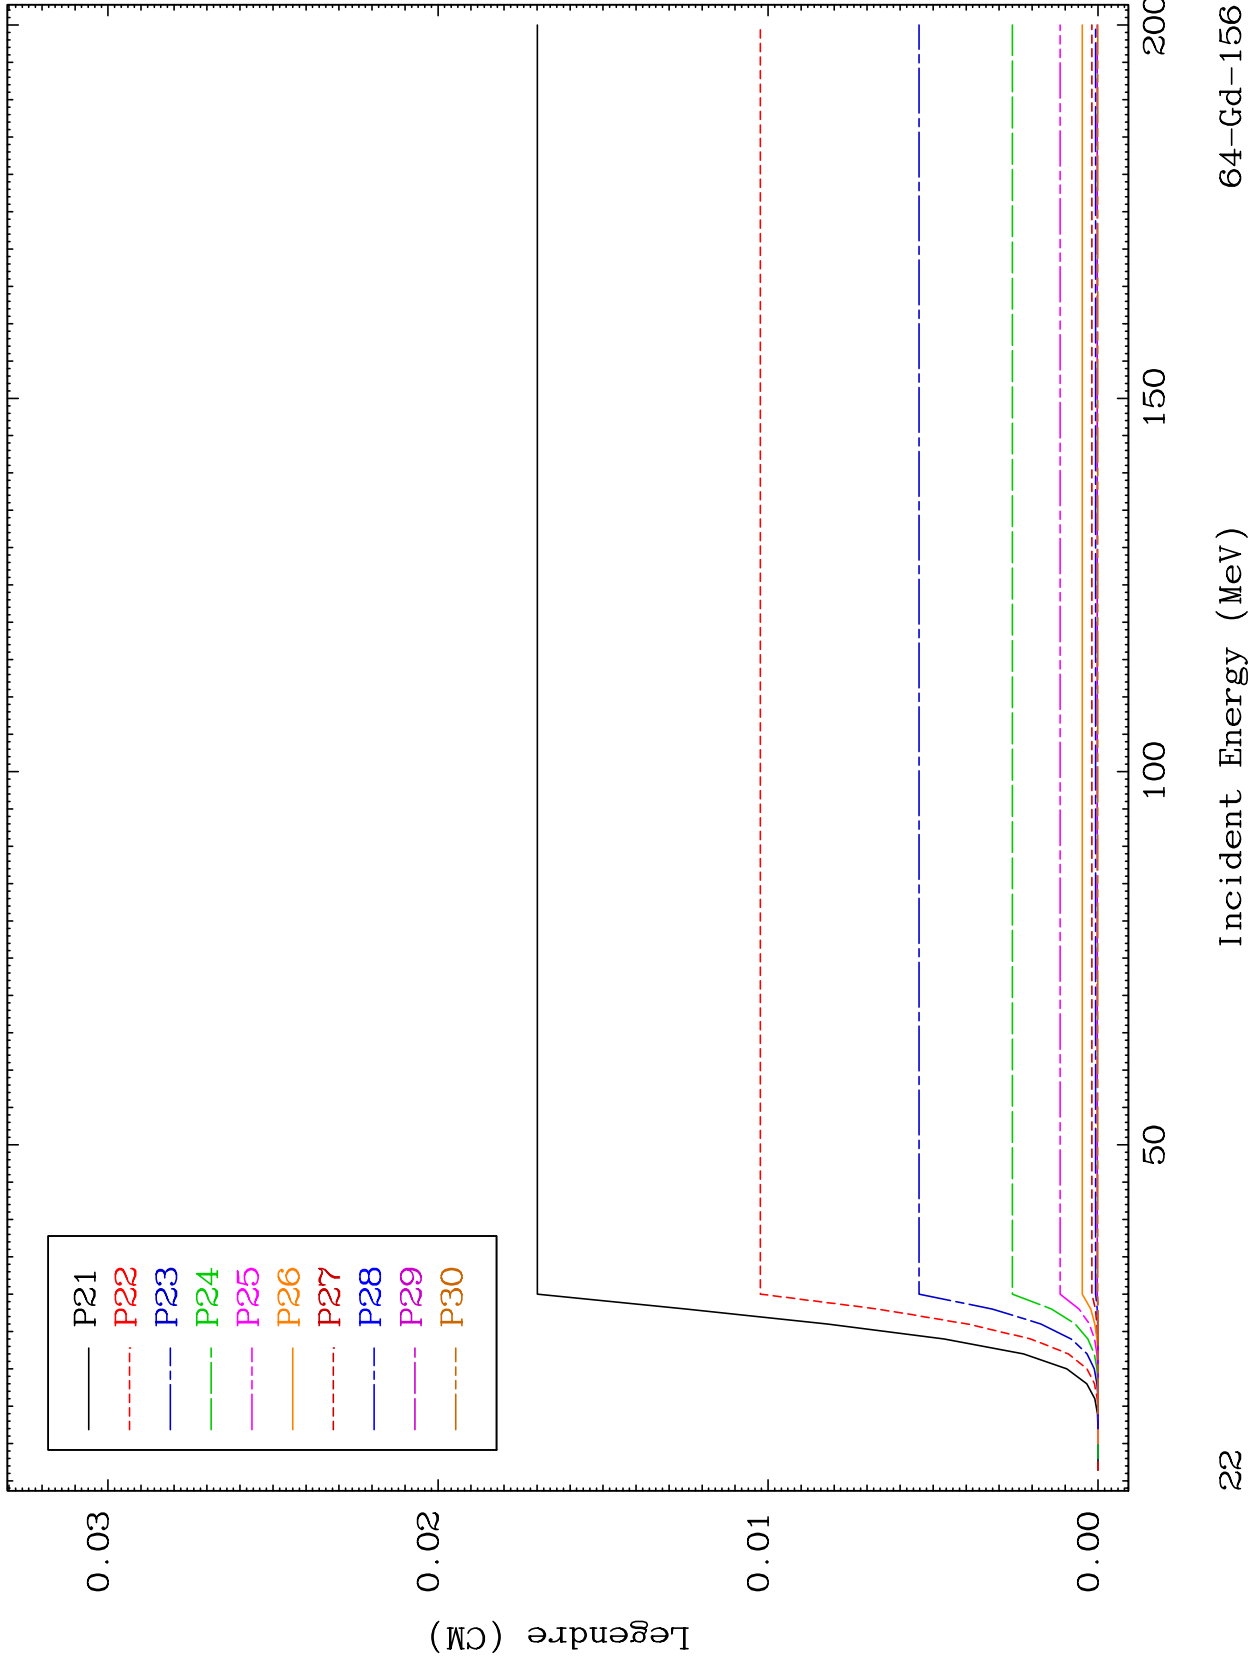 P21
P22
P23
P24
P25
P26
P27
P28
P29
P30
0.03
0.02
0.01
0.00
Legendre (CM)
50
100
150
200
Incident Energy (MeV)
22
64-Gd-156